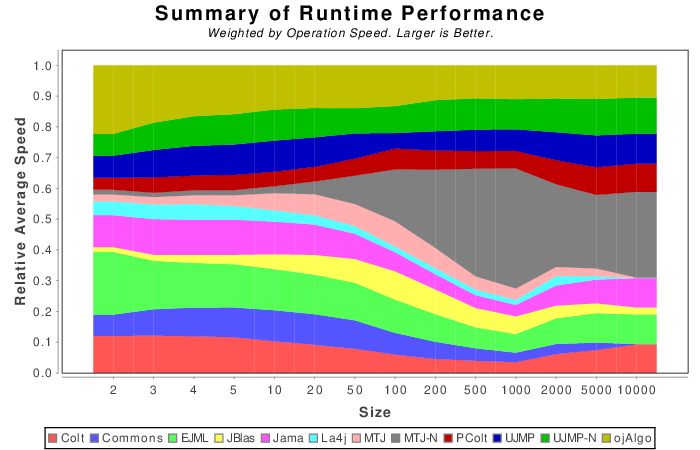 Summary of Runtime Performance
Weighted by Operation Speed. Larger is Better.
1.0
0.9
0.8
0.7
0.6
0.5
0.4
0.3
0.2
0.1
0.0
Relative Average Speed
2 3 4 5 10 20 50 100 200 500 1000 2000 5000 10000
Size
Colt Commons EJML JBlas Jama La4j MTJ MTJ-N PColt UJMP UJMP-N ojAlgo